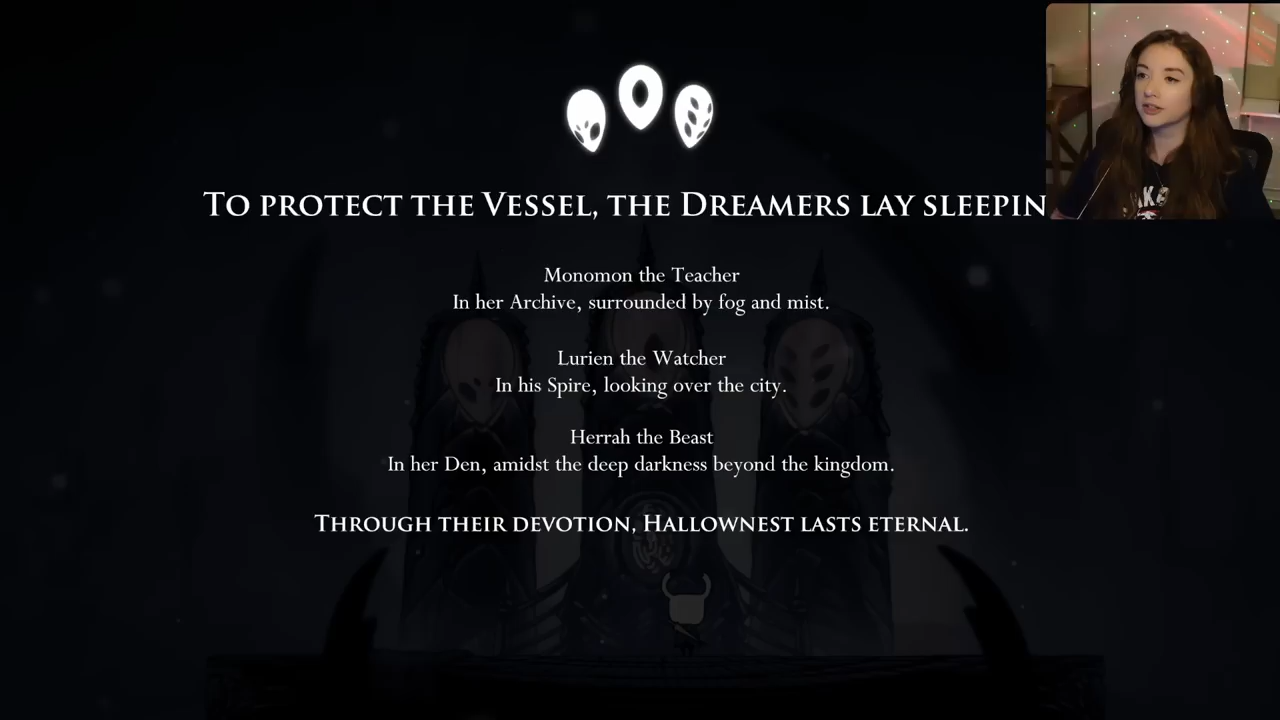 To protect the Vessel, the Dreamers lay sleepin
Monomon the Teacher
In her Archive, surrounded by fog and mist.
Lurien the Watcher
In his Spire, looking over the city.
Herrah the Beast
In her Den, amidst the deep darkness beyond the kingdom.
Through their devotion, Hallownest lasts eternal.